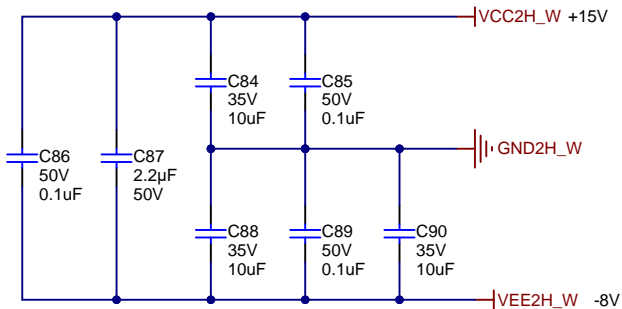 VCC2H_W +15V
C84
35V
10uF
C85
50V
0.1uF
C86
50V
0.1uF
C87
2.2µF
50V
GND2H_W
C88
35V
10uF
C89
50V
0.1uF
C90
35V
10uF
VEE2H_W -8V